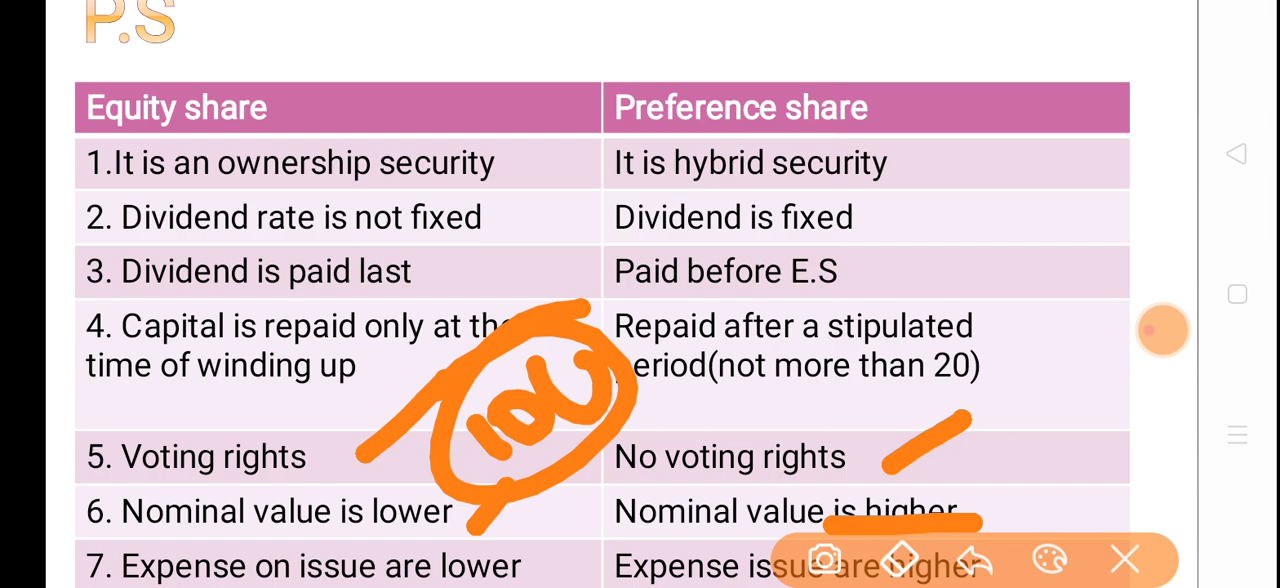 P.S
Equity share Preference share
1.It is an ownership security It is hybrid security
2. Dividend rate is not fixed Dividend is fixed
3. Dividend is paid last Paid before E.S
4. Capital is repaid only at the Repaid after a stipulated
time of winding up period(not more than 20)
5. Voting rights No voting rights
6. Nominal value is lower Nominal value is higher
7. Expense on issue are lower Expense issue are higher